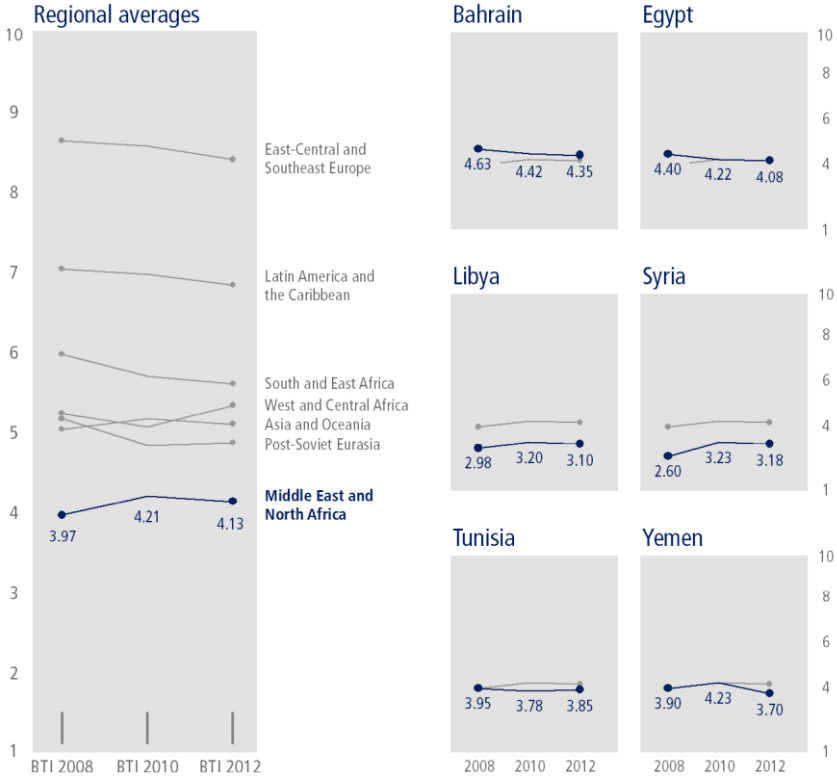 Regional averages
10
9
8
7
6
5
4
3
2
1
East-Central and
Southeast Europe
Latin America and
the Caribbean
South and East Africa
West and Central Africa
Asia and Oceania
Post-Soviet Eurasia
Middle East and
North Africa
3.97
4.21
4.13
BTI 2008
BTI 2010
BTI 2012
Bahrain
4.63
4.42
4.35
Egypt
4.40
4.22
4.08
10
8
6
4
1
Libya
2.98
3.20
3.10
Syria
2.60
3.23
3.18
10
8
6
4
1
Tunisia
3.95
3.78
3.85
2008
2010
2012
Yemen
3.90
4.23
3.70
2008
2010
2012
10
8
6
4
1